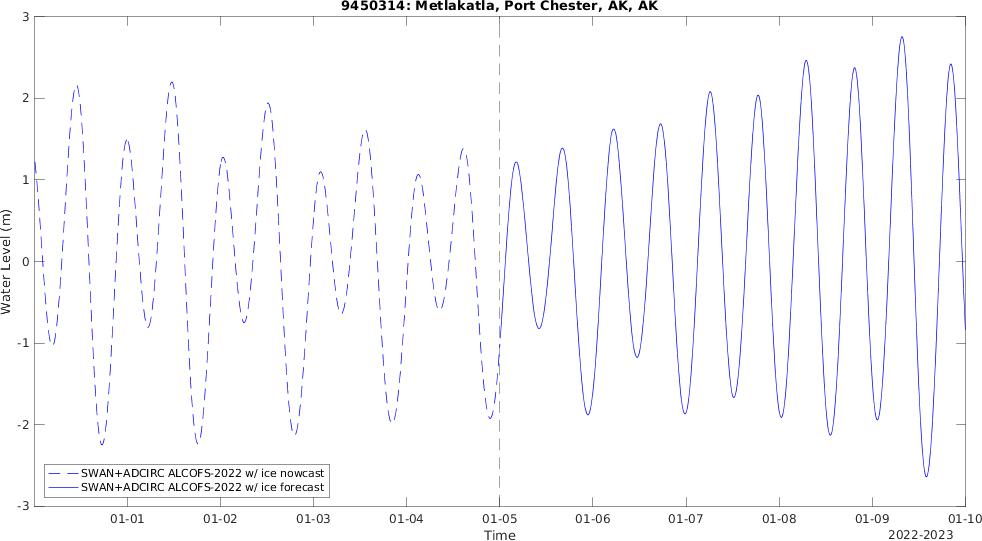 9450314: Metlakatla, Port Chester, AK, AK
3
2
1
0
-1
-2
-3
Water Level (m)
SWAN+ADCIRC ALCOFS-2022 w/ ice nowcast
SWAN+ADCIRC ALCOFS-2022 w/ ice forecast
01-01 01-02 01-03 01-04 01-05 01-06 01-07 01-08 01-09 01-10
Time
2022-2023